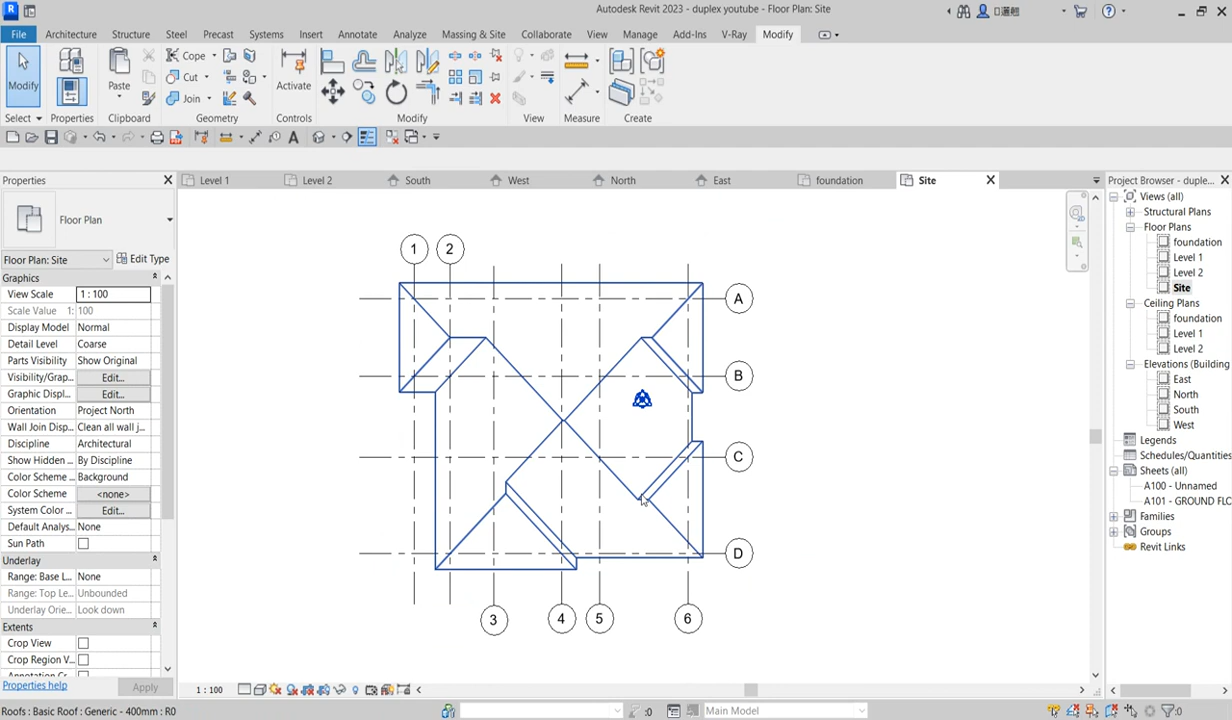 Autodesk Revit 2023 - duplex youtube - Floor Plan: Site
File Architecture Structure Steel Precast Systems Insert Annotate Analyze Massing & Site Collaborate View Manage Add-Ins V-Ray Modify
Modify
Select
Properties
Paste
Clipboard
Cope
Cut
Join
Geometry
Activate
Controls
Modify
View
Measure
Create
Level 1
Level 2
South
West
North
East
foundation
Site
Properties
Floor Plan
Floor Plan: Site
Edit Type
Graphics
View Scale 1 : 100
Scale Value 1: 100
Display Model Normal
Detail Level Coarse
Parts Visibility Show Original
Visibility/Grap... Edit...
Graphic Displ... Edit...
Orientation Project North
Wall Join Displ... Clean all wall j...
Discipline Architectural
Show Hidden ... By Discipline
Color Scheme ... Background
Color Scheme <none>
System Color ... Edit...
Default Analys... None
Sun Path
Underlay
Range: Base L... None
Range: Top Le... Unbounded
Underlay Orie... Look down
Extents
Crop View
Crop Region V...
Annotation Cr...
Properties help
Apply
1
2
A
B
C
D
3
4
5
6
Project Browser - duple...
Views (all)
Structural Plans
Floor Plans
foundation
Level 1
Level 2
Site
Ceiling Plans
foundation
Level 1
Level 2
Elevations (Building
East
North
South
West
Legends
Schedules/Quantities
Sheets (all)
A100 - Unnamed
A101 - GROUND FLC
Families
Groups
Revit Links
1 : 100
Roofs : Basic Roof : Generic - 400mm : R0
:0
Main Model
:0